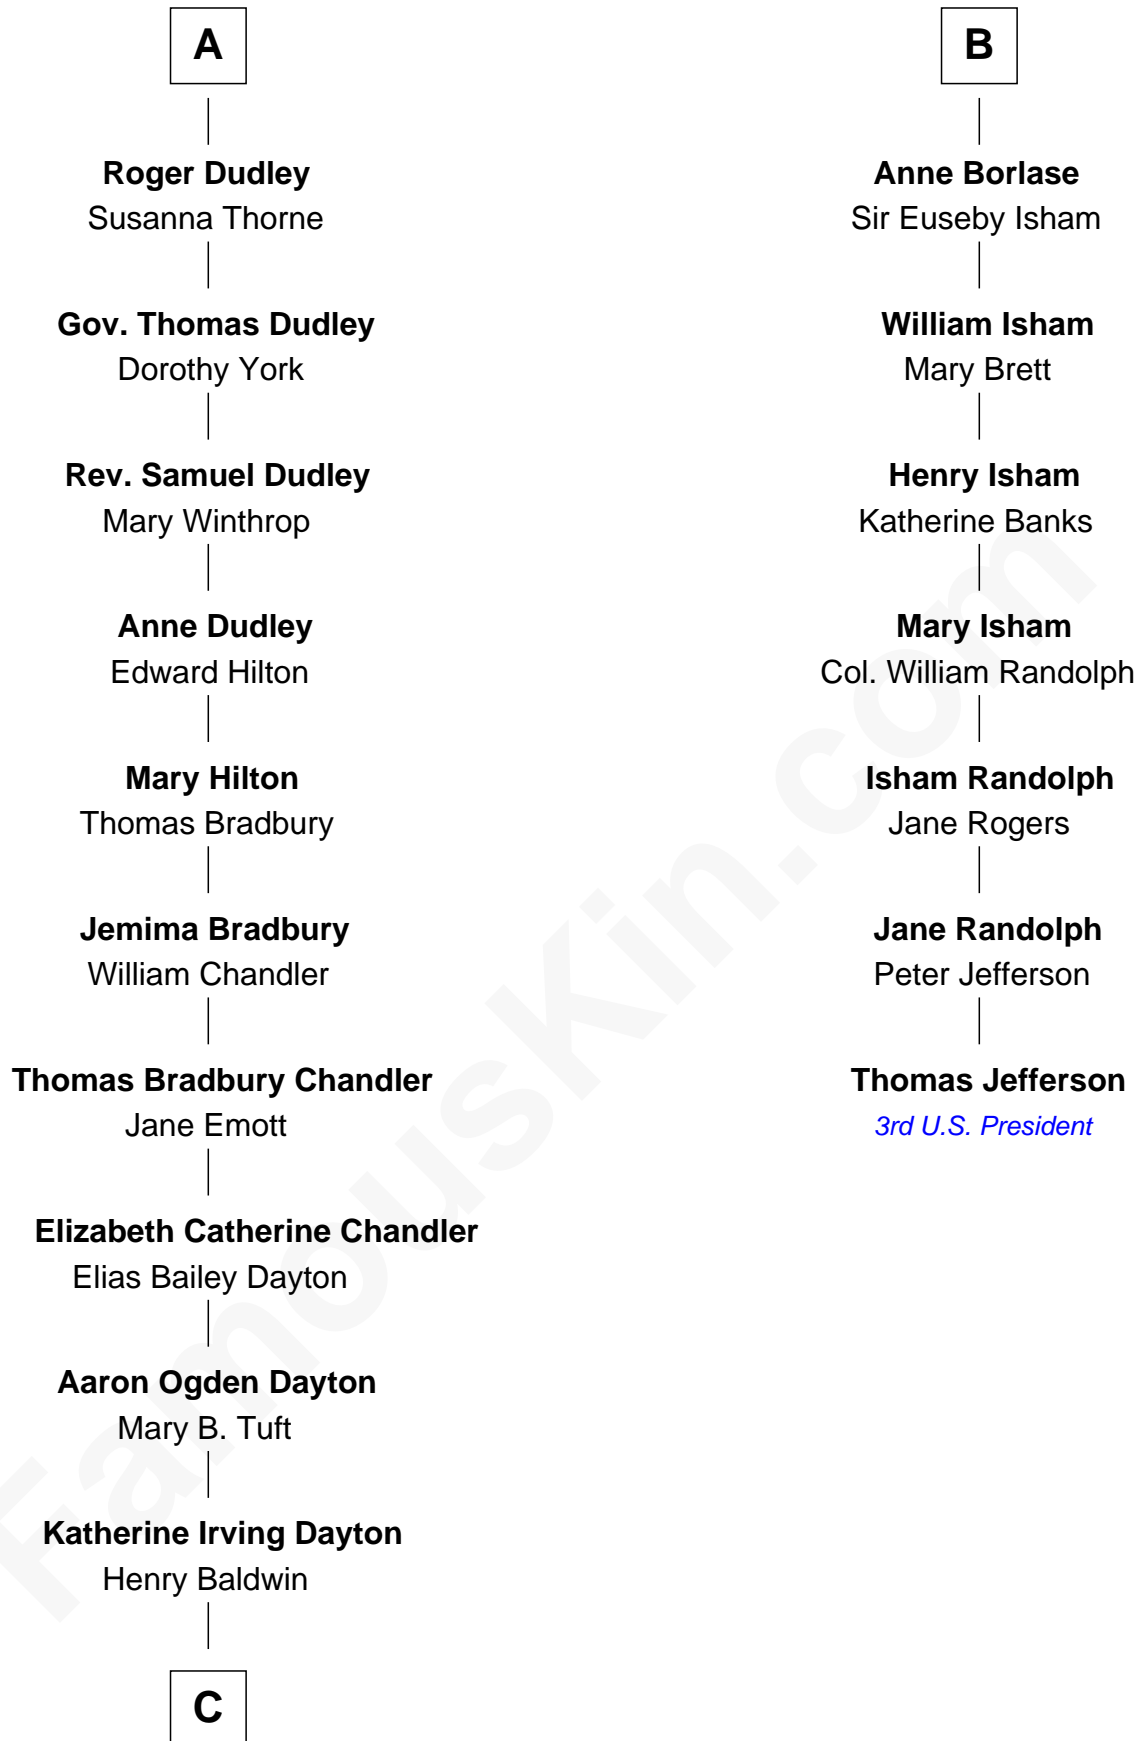 A
Roger Dudley
Susanna Thorne
Gov. Thomas Dudley
Dorothy York
Rev. Samuel Dudley
Mary Winthrop
Anne Dudley
Edward Hilton
Mary Hilton
Thomas Bradbury
Jemima Bradbury
William Chandler
Thomas Bradbury Chandler
Jane Emott
Elizabeth Catherine Chandler
Elias Bailey Dayton
Aaron Ogden Dayton
Mary B. Tuft
Katherine Irving Dayton
Henry Baldwin
C
B
Anne Borlase
Sir Euseby Isham
William Isham
Mary Brett
Henry Isham
Katherine Banks
Mary Isham
Col. William Randolph
Isham Randolph
Jane Rogers
Jane Randolph
Peter Jefferson
Thomas Jefferson
3rd U.S. President
FamousKin.com